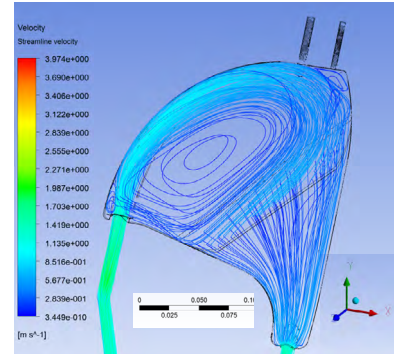 Velocity
Streamline velocity
3.974e+000
3.690e+000
3.406e+000
3.122e+000
2.839e+000
2.555e+000
2.271e+000
1.987e+000
1.703e+000
1.419e+000
1.135e+000
8.516e-001
5.677e-001
2.839e-001
3.449e-010
[m s^-1]
0 0.050 0.1
0.025 0.075
Y
X